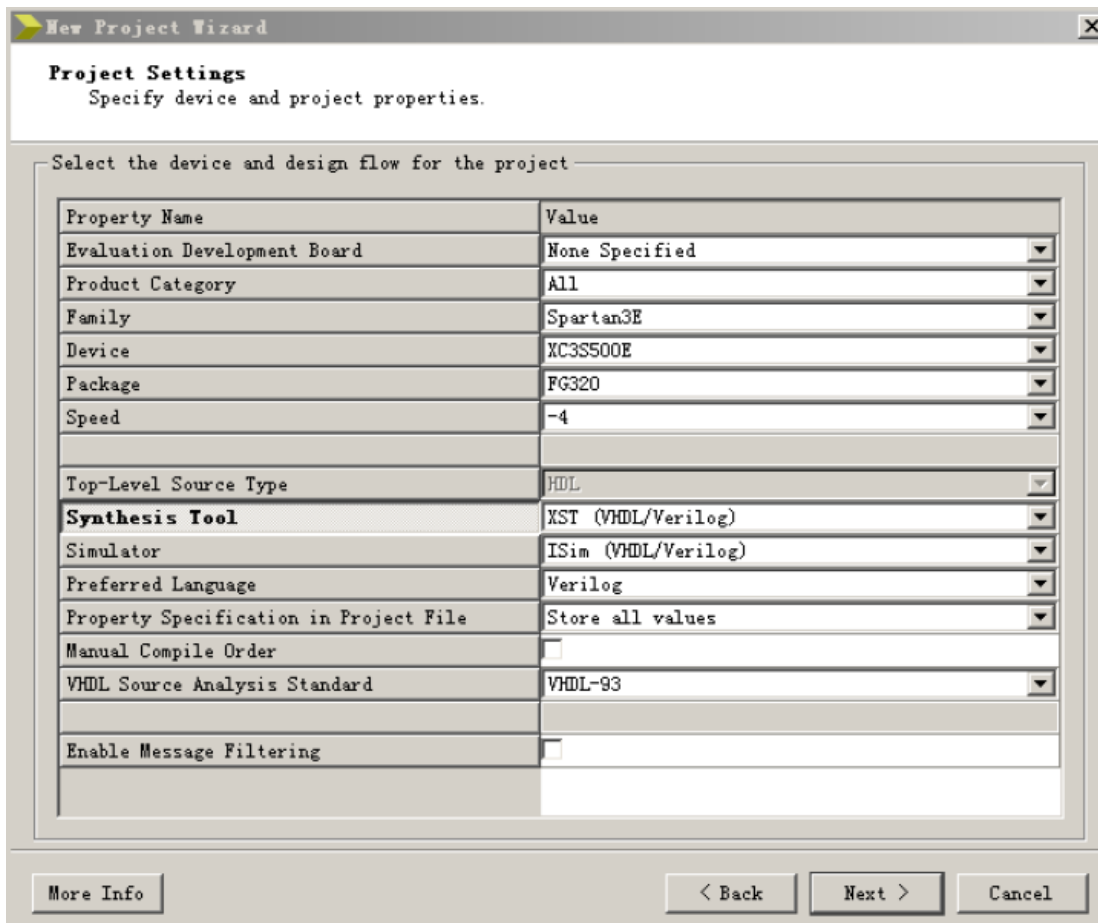 New Project Wizard
Project Settings
Specify device and project properties.
Select the device and design flow for the project
Property Name Value
Evaluation Development Board None Specified
Product Category All
Family Spartan3E
Device XC3S500E
Package FG320
Speed -4
Top-Level Source Type HDL
Synthesis Tool XST (VHDL/Verilog)
Simulator ISim (VHDL/Verilog)
Preferred Language Verilog
Property Specification in Project File Store all values
Manual Compile Order
VHDL Source Analysis Standard VHDL-93
Enable Message Filtering
More Info < Back Next > Cancel